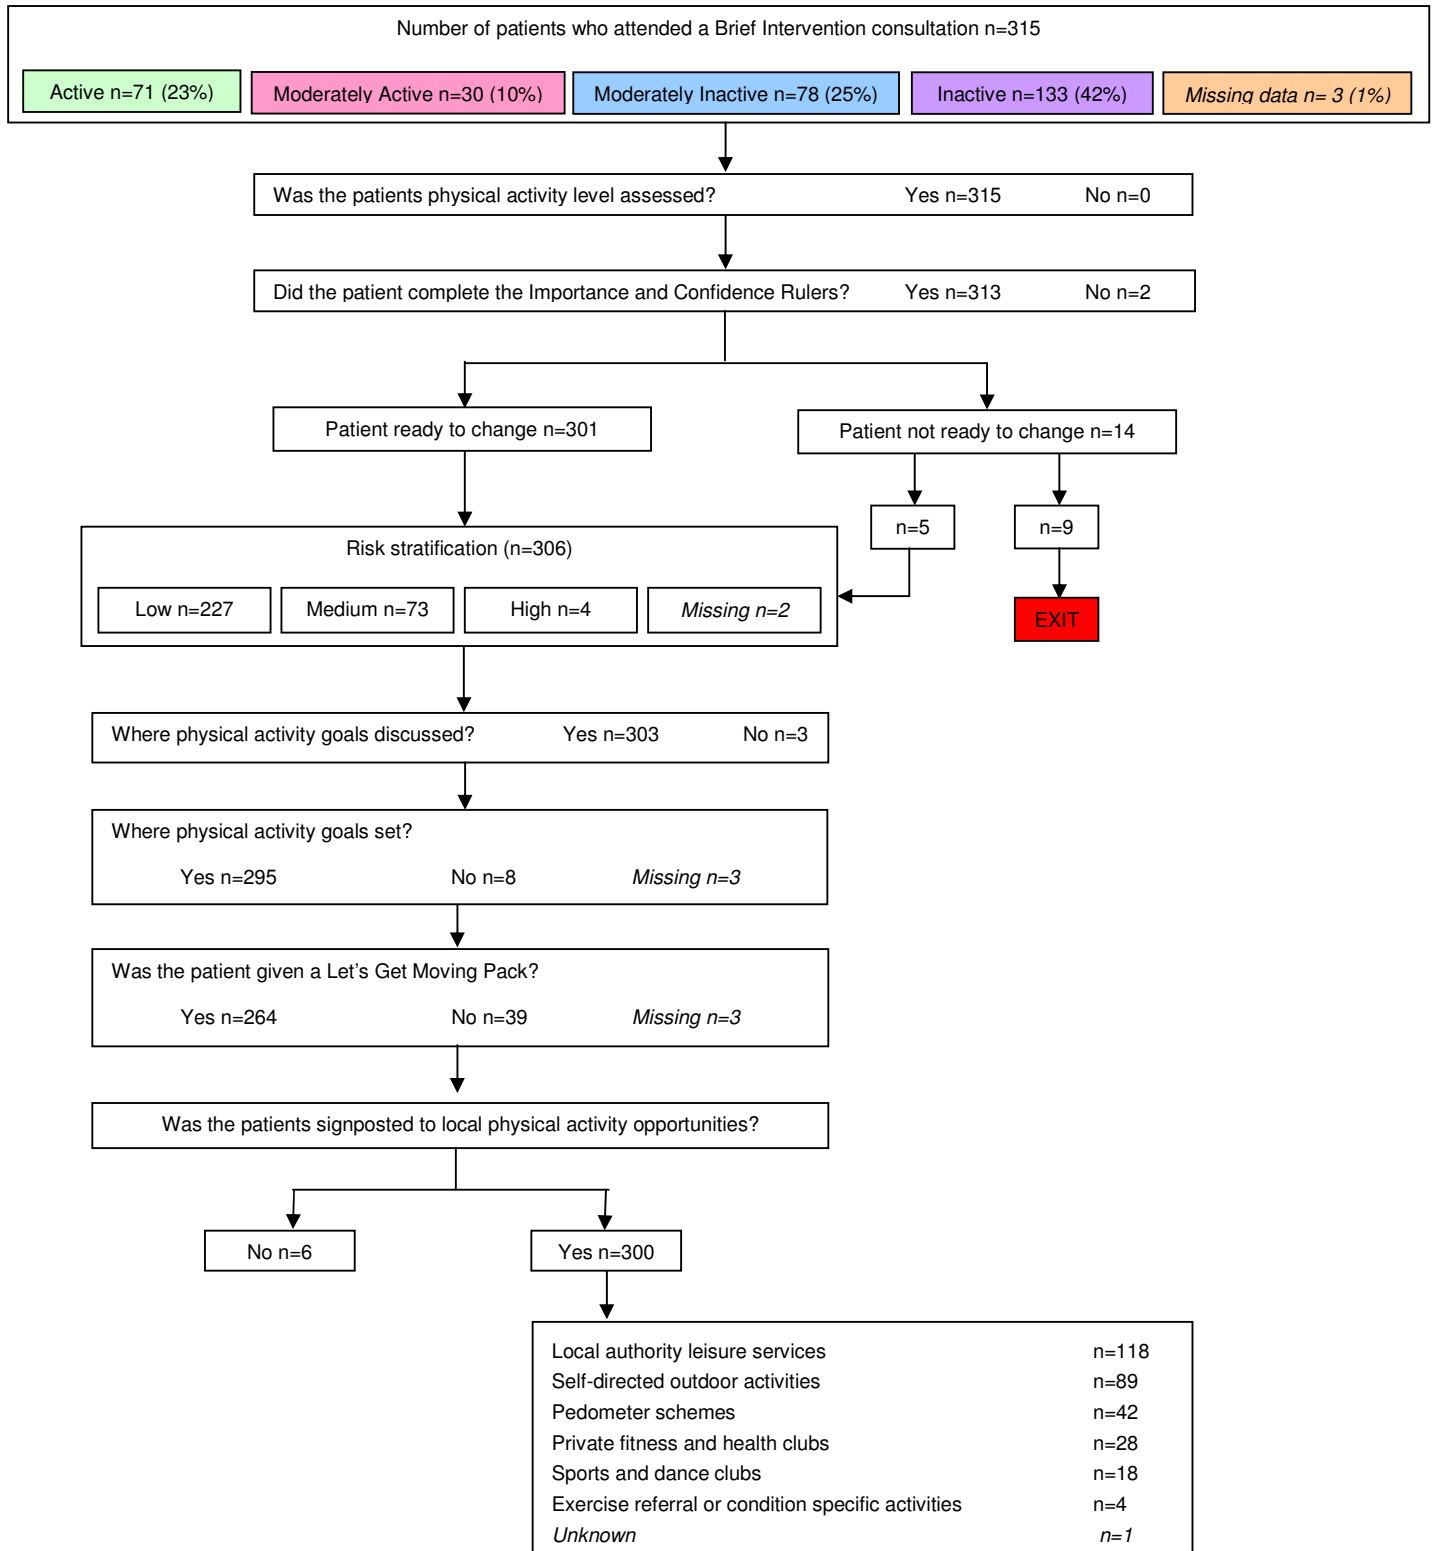 Number of patients who attended a Brief Intervention consultation n=315
Active n=71 (23%) Moderately Active n=30 (10%) Moderately Inactive n=78 (25%) Inactive n=133 (42%) Missing data n= 3 (1%)
Was the patients physical activity level assessed? Yes n=315 No n=0
Did the patient complete the Importance and Confidence Rulers? Yes n=313 No n=2
Patient ready to change n=301
Patient not ready to change n=14
n=5 n=9
EXIT
Risk stratification (n=306)
Low n=227 Medium n=73 High n=4 Missing n=2
Where physical activity goals discussed? Yes n=303 No n=3
Where physical activity goals set?
Yes n=295 No n=8 Missing n=3
Was the patient given a Let's Get Moving Pack?
Yes n=264 No n=39 Missing n=3
Was the patients signposted to local physical activity opportunities?
No n=6 Yes n=300
Local authority leisure services n=118
Self-directed outdoor activities n=89
Pedometer schemes n=42
Private fitness and health clubs n=28
Sports and dance clubs n=18
Exercise referral or condition specific activities n=4
Unknown n=1